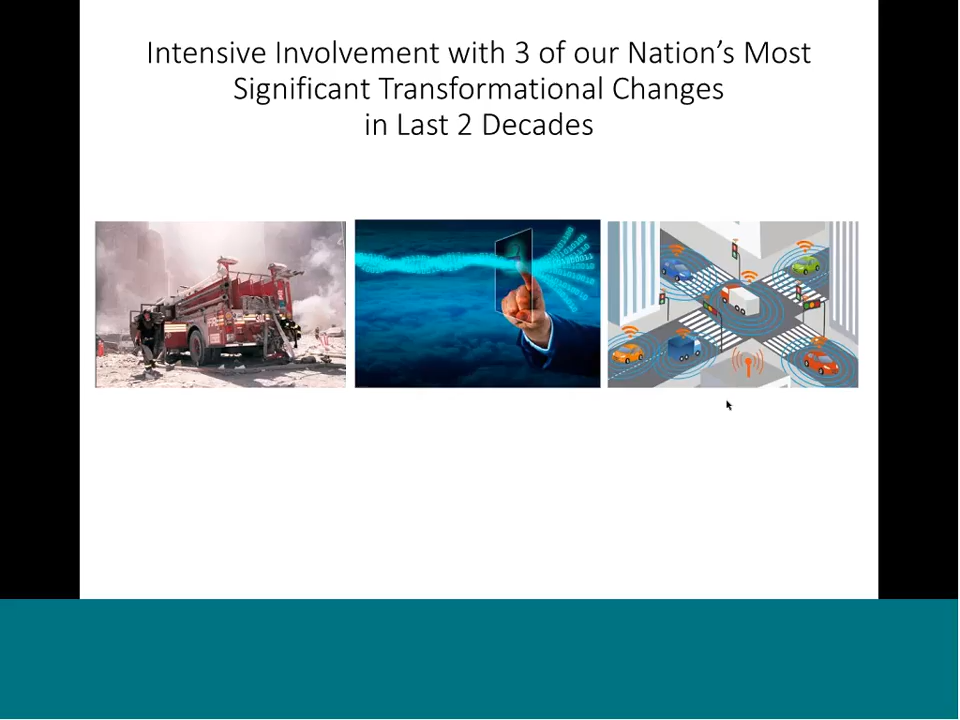 Intensive Involvement with 3 of our Nation’s Most
Significant Transformational Changes
in Last 2 Decades